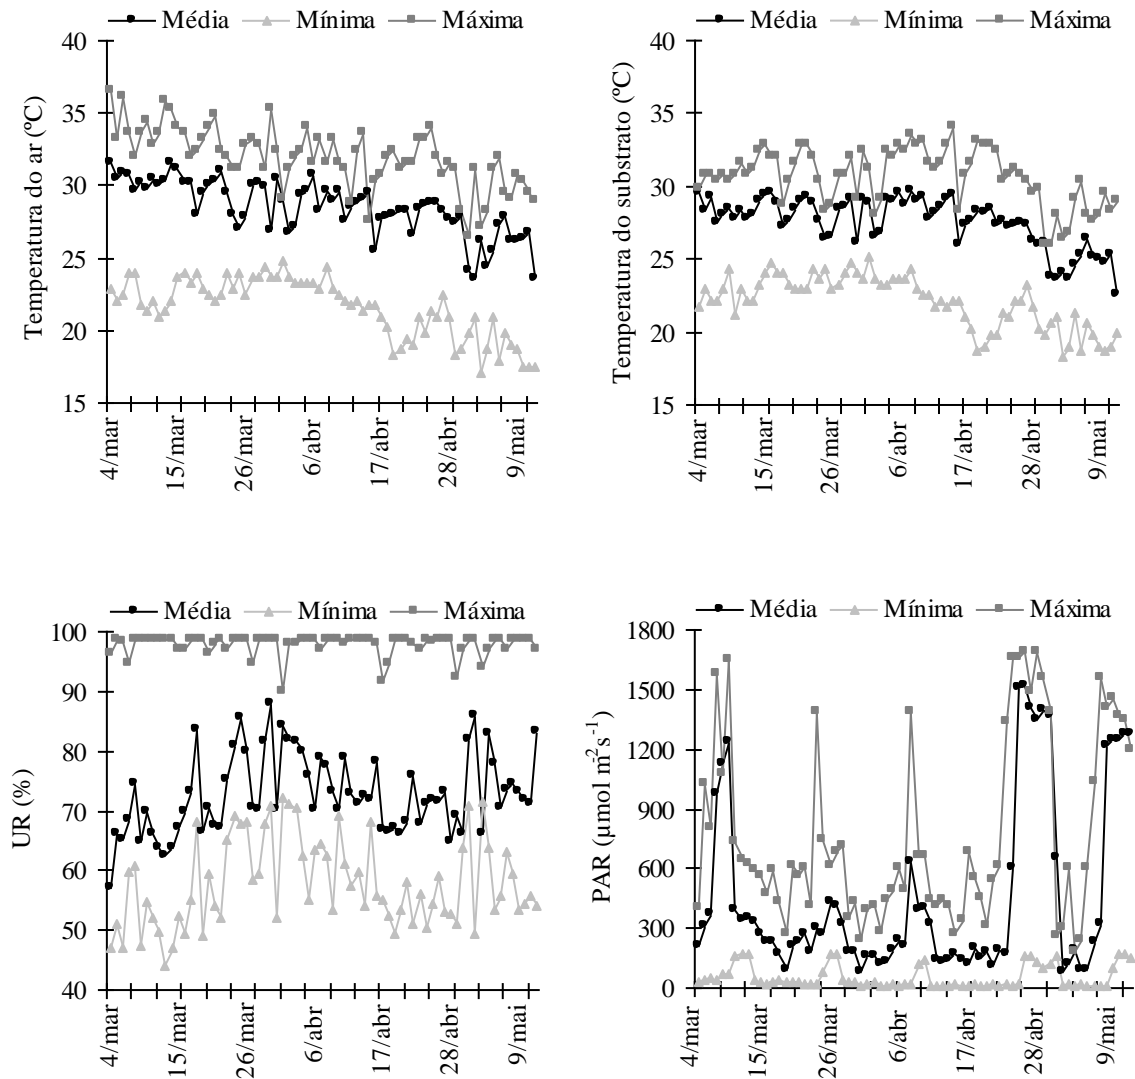 Média Mínima Máxima
Temperatura do ar (ºC)
40
35
30
25
20
15
4/mar 15/mar 26/mar 6/abr 17/abr 28/abr 9/mai
Média Mínima Máxima
Temperatura do substrato (ºC)
40
35
30
25
20
15
4/mar 15/mar 26/mar 6/abr 17/abr 28/abr 9/mai
Média Mínima Máxima
UR (%)
100
90
80
70
60
50
40
4/mar 15/mar 26/mar 6/abr 17/abr 28/abr 9/mai
Média Mínima Máxima
PAR (µmol m⁻²s⁻¹)
1800
1500
1200
900
600
300
0
4/mar 15/mar 26/mar 6/abr 17/abr 28/abr 9/mai